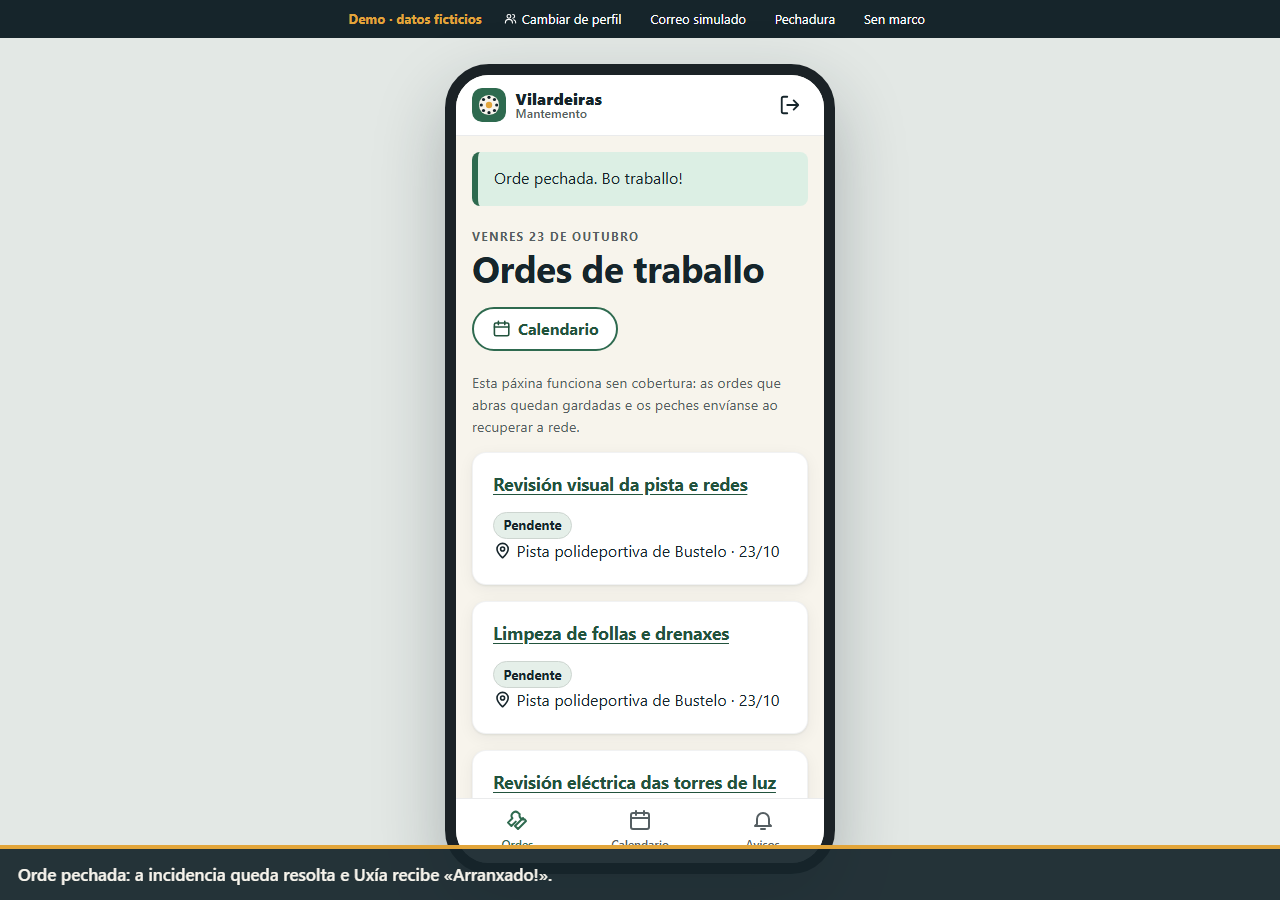 Demo · datos ficticios
Cambiar de perfil
Correo simulado
Pechadura
Sen marco
Vilardeiras
Mantemento
Orde pechada. Bo traballo!
VENRES 23 DE OUTUBRO
Ordes de traballo
Calendario
Esta páxina funciona sen cobertura: as ordes que
abras quedan gardadas e os peches envíanse ao
recuperar a rede.
Revisión visual da pista e redes
Pendente
Pista polideportiva de Bustelo · 23/10
Limpeza de follas e drenaxes
Pendente
Pista polideportiva de Bustelo · 23/10
Revisión eléctrica das torres de luz
Ordes
Calendario
Avisos
Orde pechada: a incidencia queda resolta e Uxía recibe «Arranxado!».